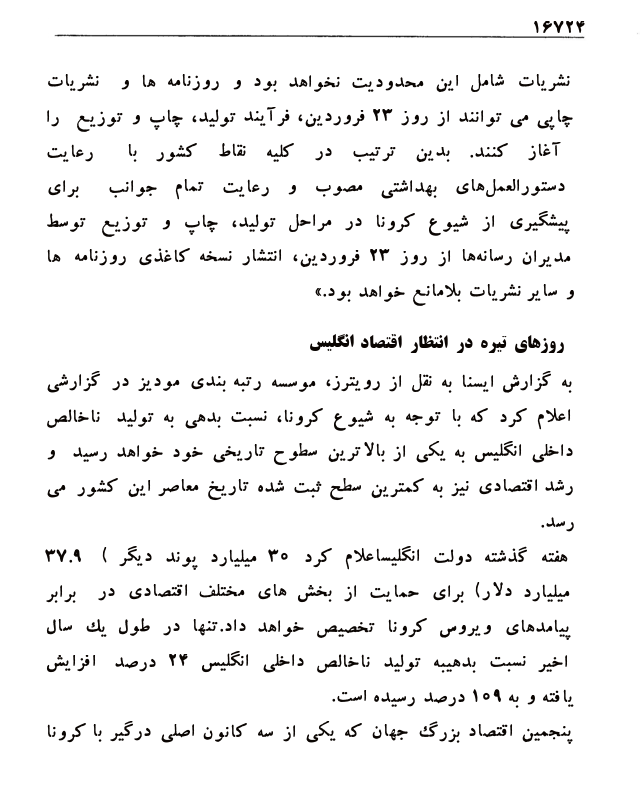 ۱۶۷۲۴
نشریات شامل این محدودیت نخواهد بود و روزنامه ها و نشریات
چاپی می توانند از روز ۲۳ فروردین، فرآیند تولید، چاپ و توزیع را
آغاز کنند. بدین ترتیب در کلیه نقاط کشور با رعایت
دستورالعمل‌های بهداشتی مصوب و رعایت تمام جوانب برای
پیشگیری از شیوع کرونا در مراحل تولید، چاپ و توزیع توسط
مدیران رسانه‌ها از روز ۲۳ فروردین، انتشار نسخه کاغذی روزنامه ها
و سایر نشریات بلامانع خواهد بود.»
روزهای تیره در انتظار اقتصاد انگلیس
به گزارش ایسنا به نقل از رویترز، موسسه رتبه بندی مودیز در گزارشی
اعلام کرد که با توجه به شیوع کرونا، نسبت بدهی به تولید ناخالص
داخلی انگلیس به یکی از بالاترین سطوح تاریخی خود خواهد رسید و
رشد اقتصادی نیز به کمترین سطح ثبت شده تاریخ معاصر این کشور می
رسد.
هفته گذشته دولت انگلیساعلام کرد ۳۰ میلیارد پوند دیگر ) ۳۷.۹
میلیارد دلار) برای حمایت از بخش های مختلف اقتصادی در برابر
پیامدهای ویروس کرونا تخصیص خواهد داد.تنها در طول یك سال
اخیر نسبت بدهیبه تولید ناخالص داخلی انگلیس ۲۴ درصد افزایش
یافته و به ۱۰۹ درصد رسیده است.
پنجمین اقتصاد بزرگ جهان که یکی از سه کانون اصلی درگیر با کرونا